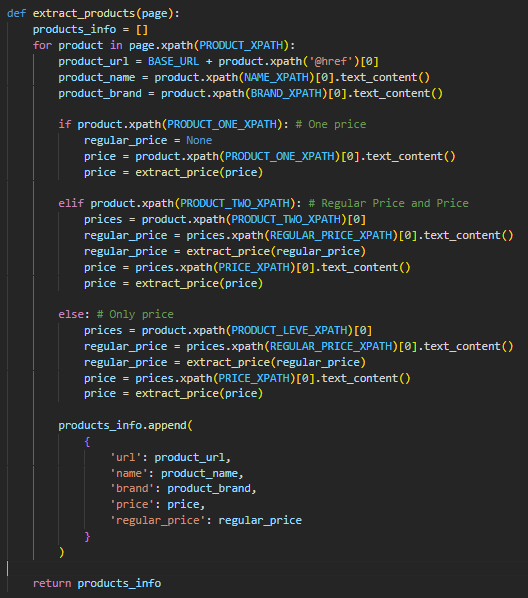 def extract_products(page):
    products_info = []
    for product in page.xpath(PRODUCT_XPATH):
        product_url = BASE_URL + product.xpath('@href')[0]
        product_name = product.xpath(NAME_XPATH)[0].text_content()
        product_brand = product.xpath(BRAND_XPATH)[0].text_content()

        if product.xpath(PRODUCT_ONE_XPATH): # One price
            regular_price = None
            price = product.xpath(PRODUCT_ONE_XPATH)[0].text_content()
            price = extract_price(price)

        elif product.xpath(PRODUCT_TWO_XPATH): # Regular Price and Price
            prices = product.xpath(PRODUCT_TWO_XPATH)[0]
            regular_price = prices.xpath(REGULAR_PRICE_XPATH)[0].text_content()
            regular_price = extract_price(regular_price)
            price = prices.xpath(PRICE_XPATH)[0].text_content()
            price = extract_price(price)

        else: # Only price
            prices = product.xpath(PRODUCT_LEVE_XPATH)[0]
            regular_price = prices.xpath(REGULAR_PRICE_XPATH)[0].text_content()
            regular_price = extract_price(regular_price)
            price = prices.xpath(PRICE_XPATH)[0].text_content()
            price = extract_price(price)

        products_info.append(
            {
                'url': product_url,
                'name': product_name,
                'brand': product_brand,
                'price': price,
                'regular_price': regular_price
            }
        )

    return products_info